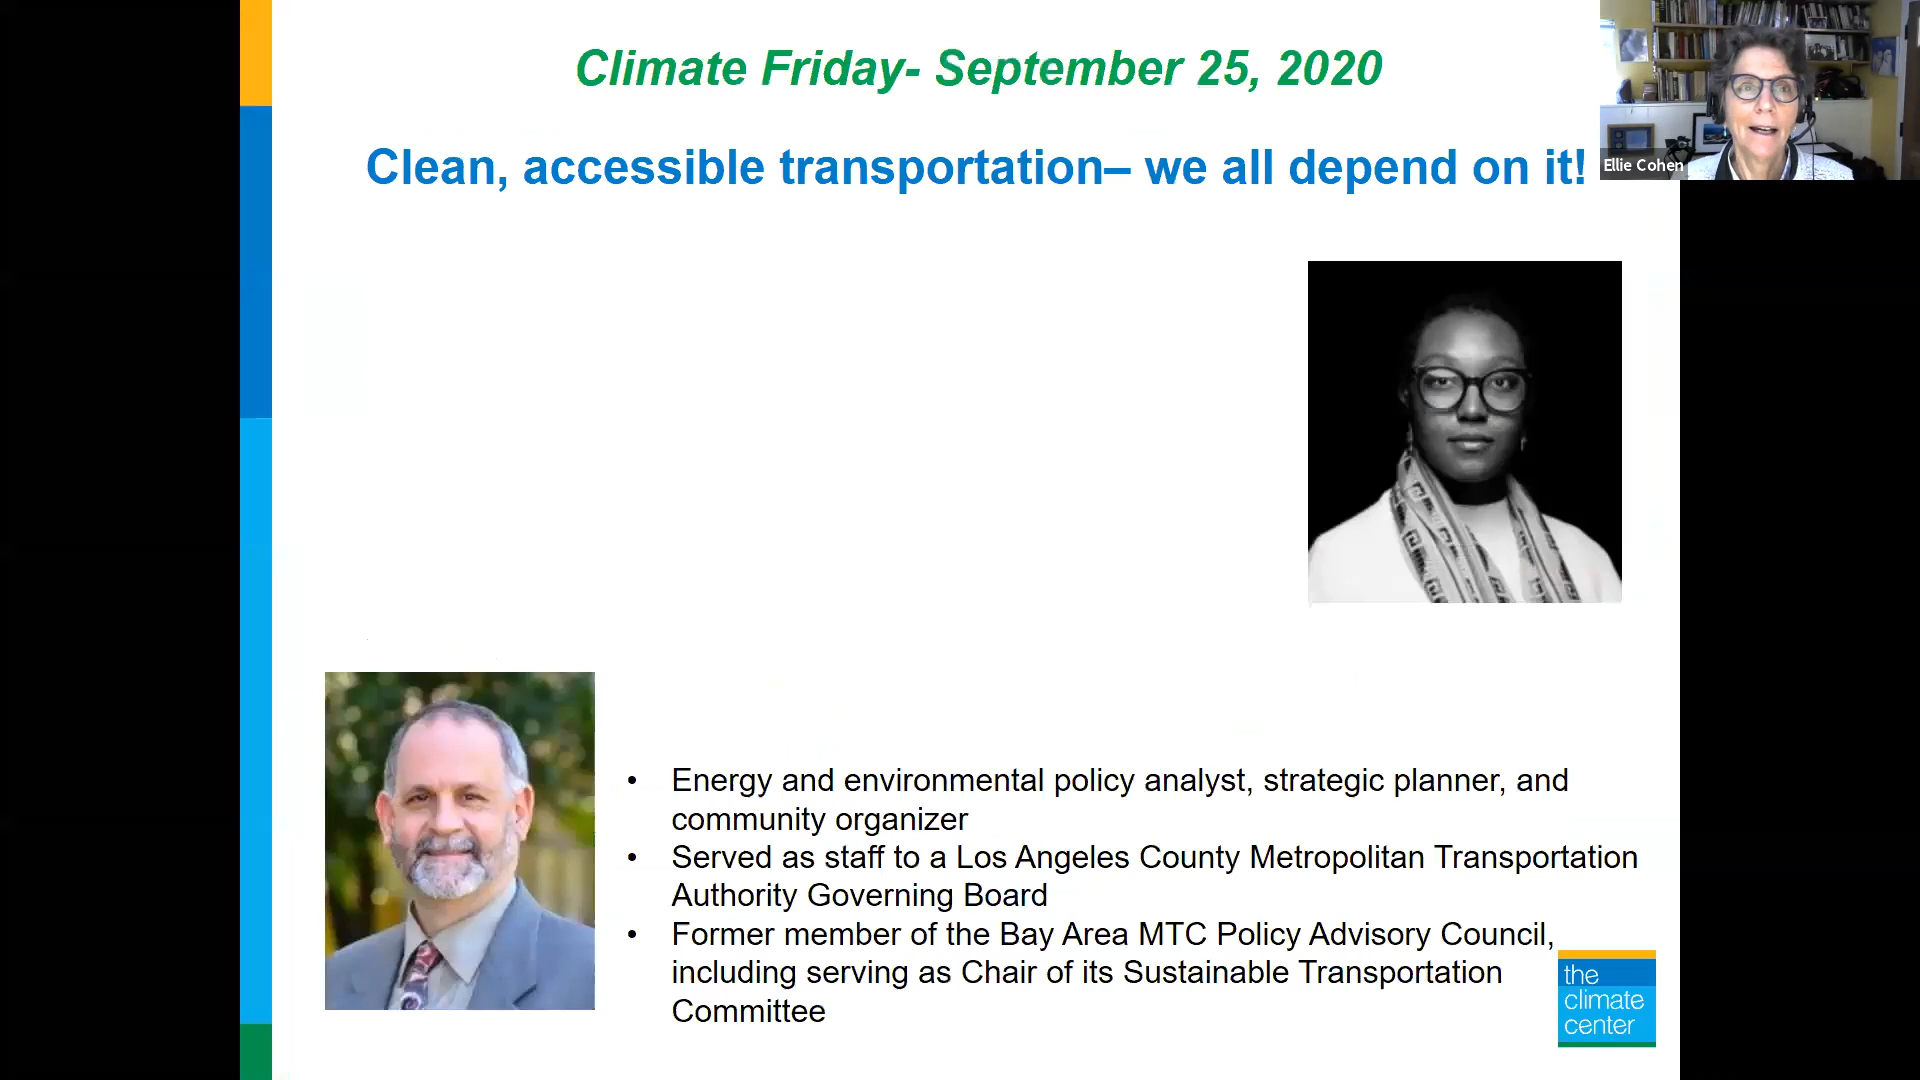 Climate Friday- September 25, 2020
Clean, accessible transportation– we all depend on it!
Ellie Cohen
• Energy and environmental policy analyst, strategic planner, and
community organizer
• Served as staff to a Los Angeles County Metropolitan Transportation
Authority Governing Board
• Former member of the Bay Area MTC Policy Advisory Council,
including serving as Chair of its Sustainable Transportation
Committee
the
climate
center